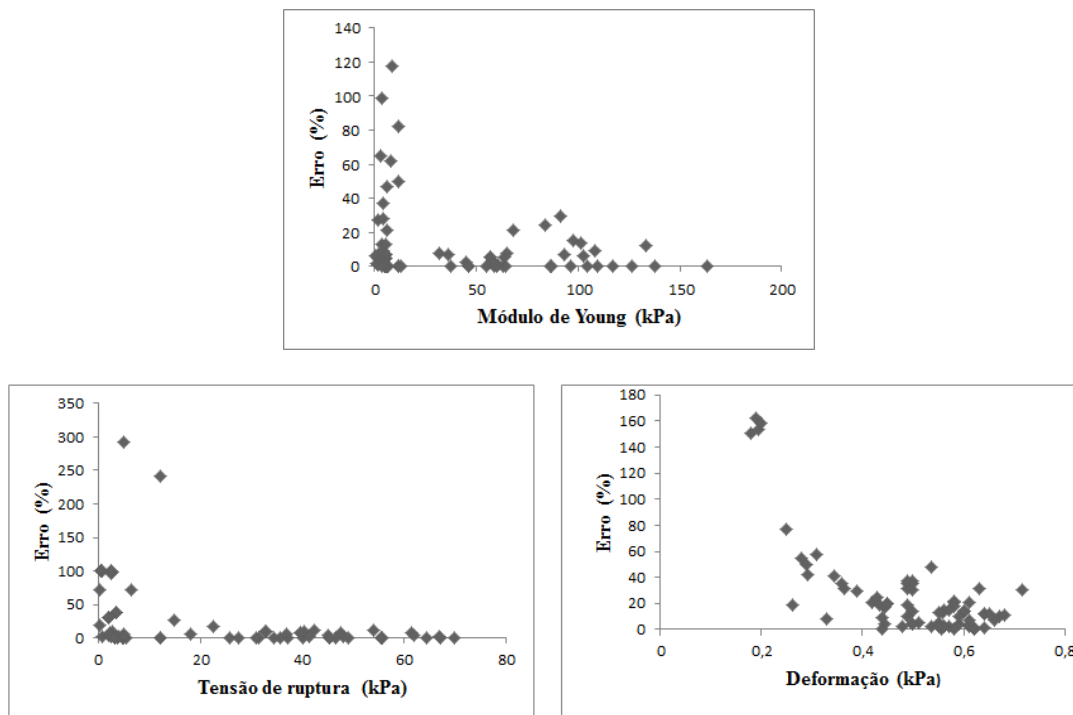 140
120
100
80
60
40
20
0
Erro (%)
0 50 100 150 200
Módulo de Young (kPa)
350
300
250
200
150
100
50
0
Erro (%)
0 20 40 60 80
Tensão de ruptura (kPa)
180
160
140
120
100
80
60
40
20
0
Erro (%)
0 0,2 0,4 0,6 0,8
Deformação (kPa)